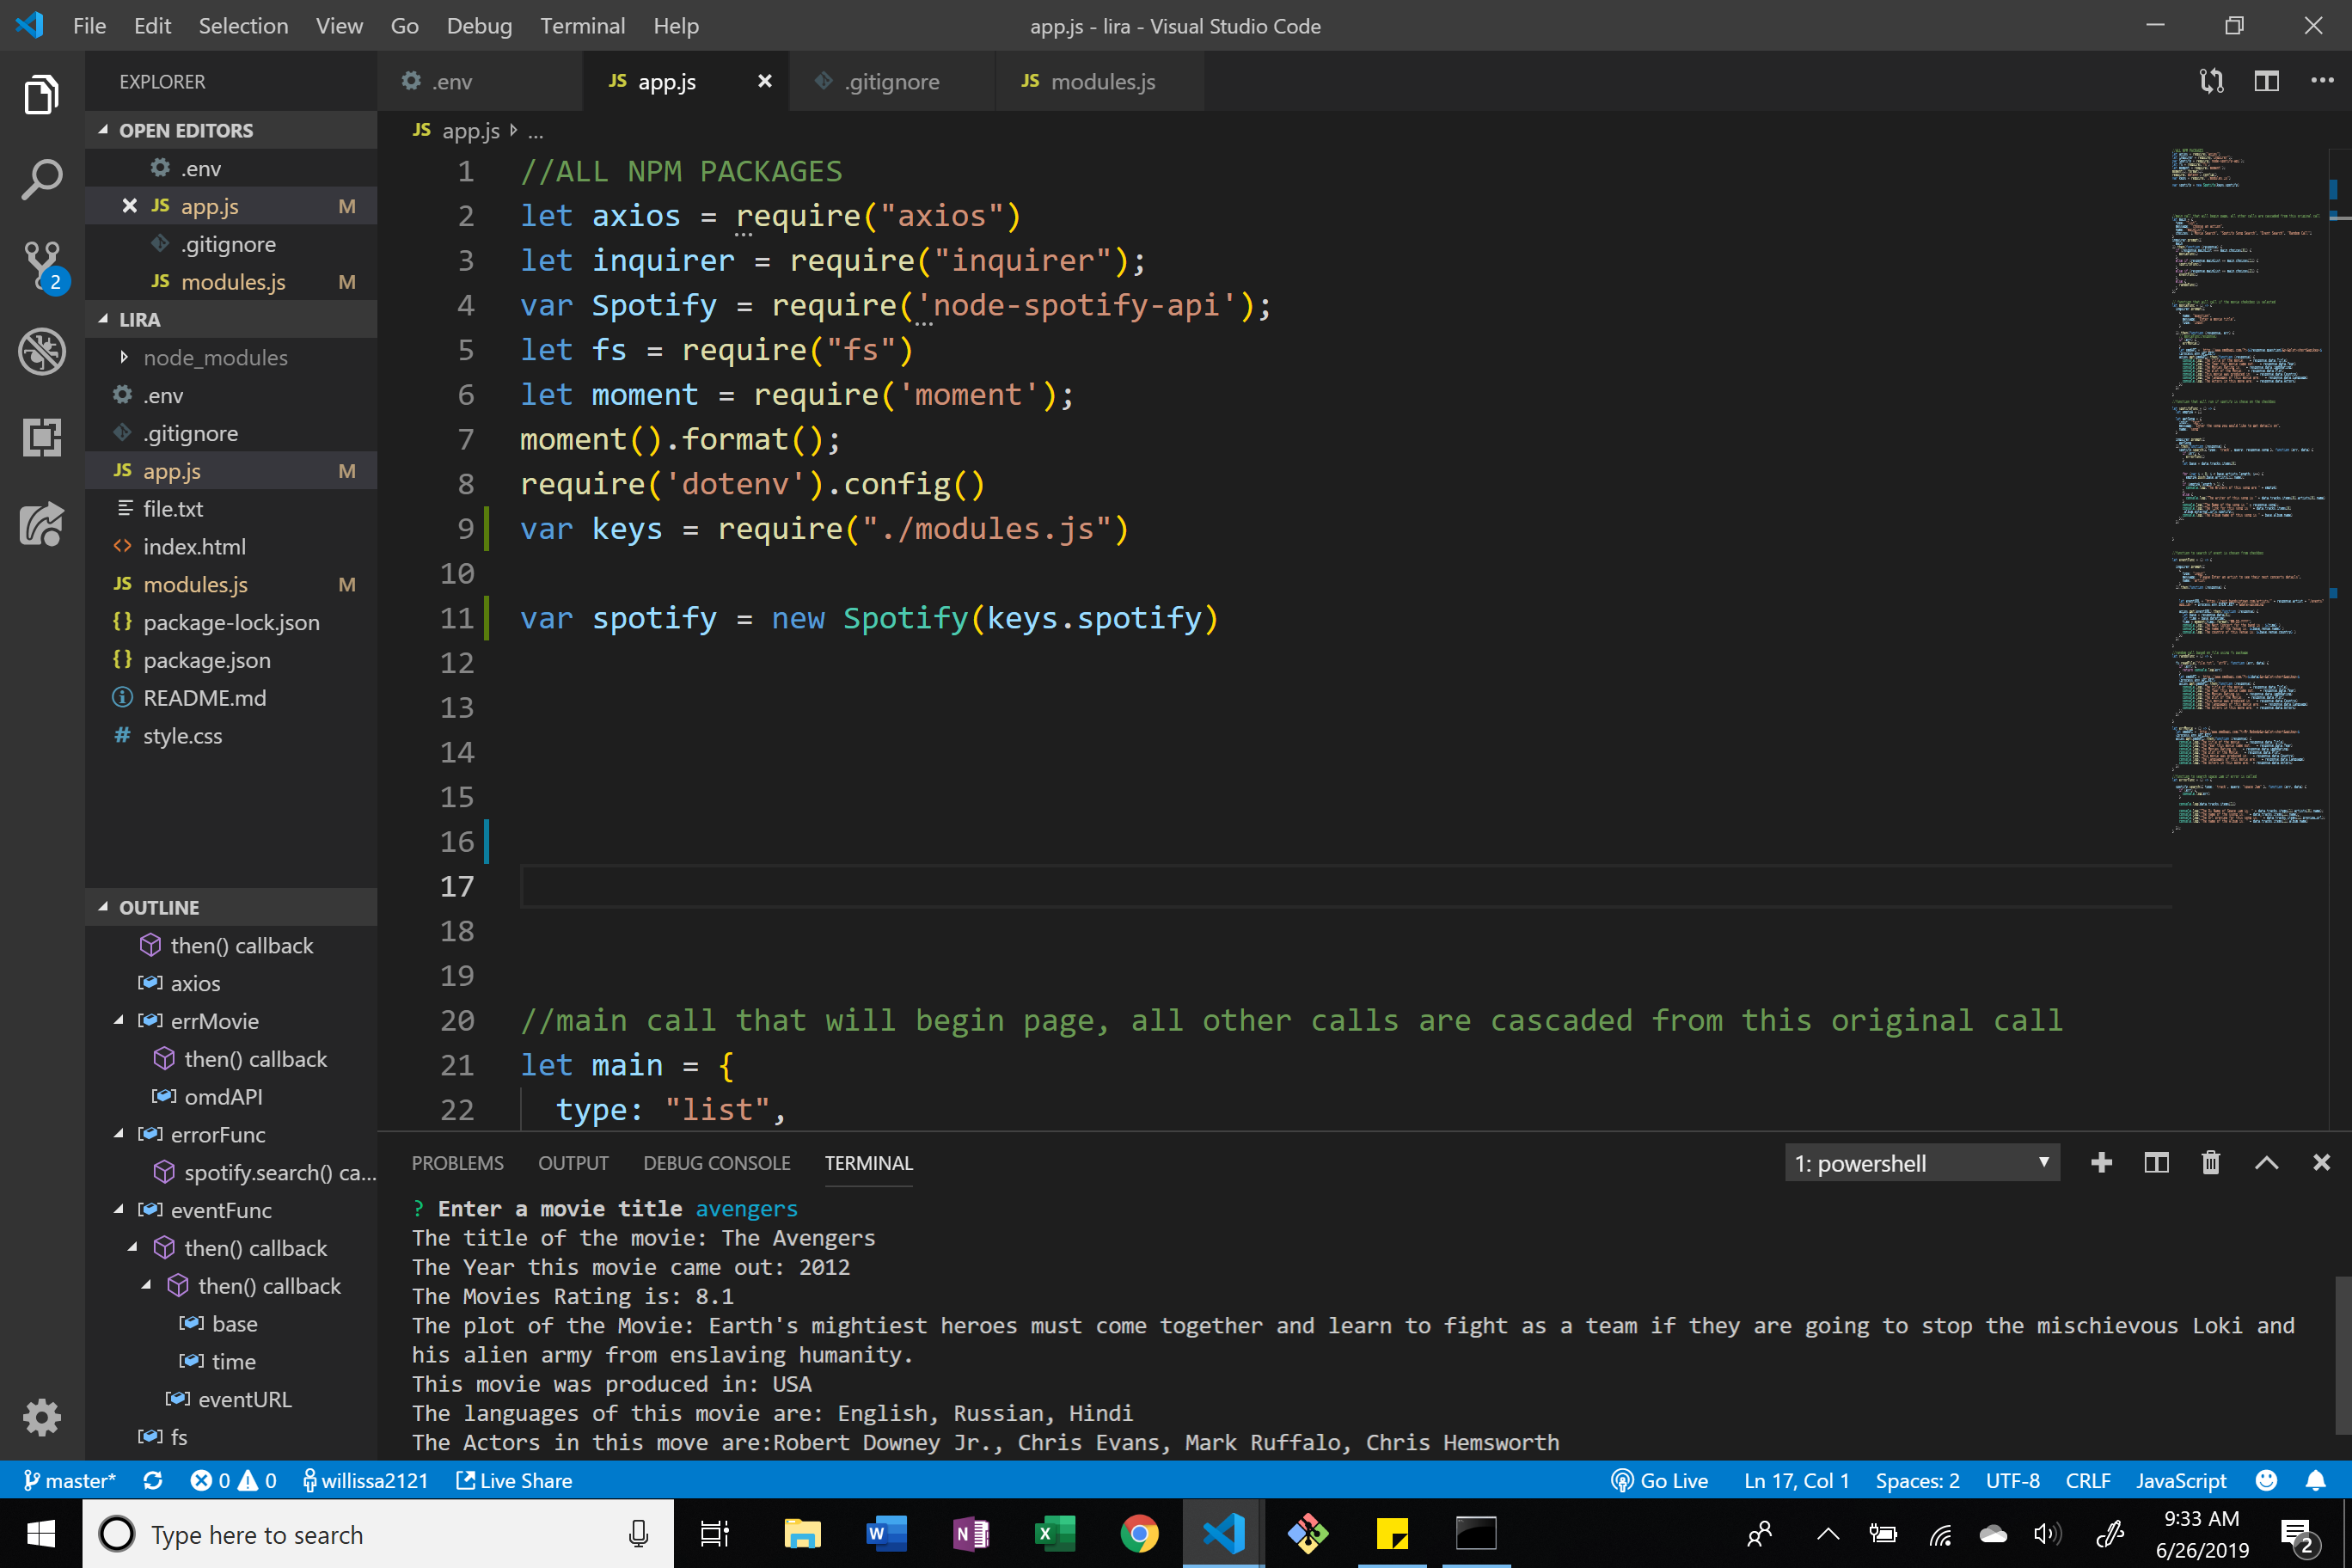 File Edit Selection View Go Debug Terminal Help
app.js - lira - Visual Studio Code
EXPLORER
OPEN EDITORS
.env
JS app.js M
.gitignore
JS modules.js M
LIRA
node_modules
.env
.gitignore
JS app.js M
file.txt
<> index.html
JS modules.js M
{} package-lock.json
{} package.json
README.md
# style.css
OUTLINE
then() callback
axios
errMovie
then() callback
omdAPI
errorFunc
spotify.search() ca...
eventFunc
then() callback
then() callback
base
time
eventURL
fs
2
.env
JS app.js
.gitignore
JS modules.js
JS app.js ...
1 //ALL NPM PACKAGES
2 let axios = require("axios")
3 let inquirer = require("inquirer");
4 var Spotify = require('node-spotify-api');
5 let fs = require("fs")
6 let moment = require('moment');
7 moment().format();
8 require('dotenv').config()
9 var keys = require("./modules.js")
10
11 var spotify = new Spotify(keys.spotify)
12
13
14
15
16
17
18
19
20 //main call that will begin page, all other calls are cascaded from this original call
21 let main = {
22 type: "list",
PROBLEMS OUTPUT DEBUG CONSOLE TERMINAL
1: powershell
? Enter a movie title avengers
The title of the movie: The Avengers
The Year this movie came out: 2012
The Movies Rating is: 8.1
The plot of the Movie: Earth's mightiest heroes must come together and learn to fight as a team if they are going to stop the mischievous Loki and
his alien army from enslaving humanity.
This movie was produced in: USA
The languages of this movie are: English, Russian, Hindi
The Actors in this move are:Robert Downey Jr., Chris Evans, Mark Ruffalo, Chris Hemsworth
master* 0 0 willissa2121 Live Share
Go Live Ln 17, Col 1 Spaces: 2 UTF-8 CRLF JavaScript
Type here to search
9:33 AM
6/26/2019
2